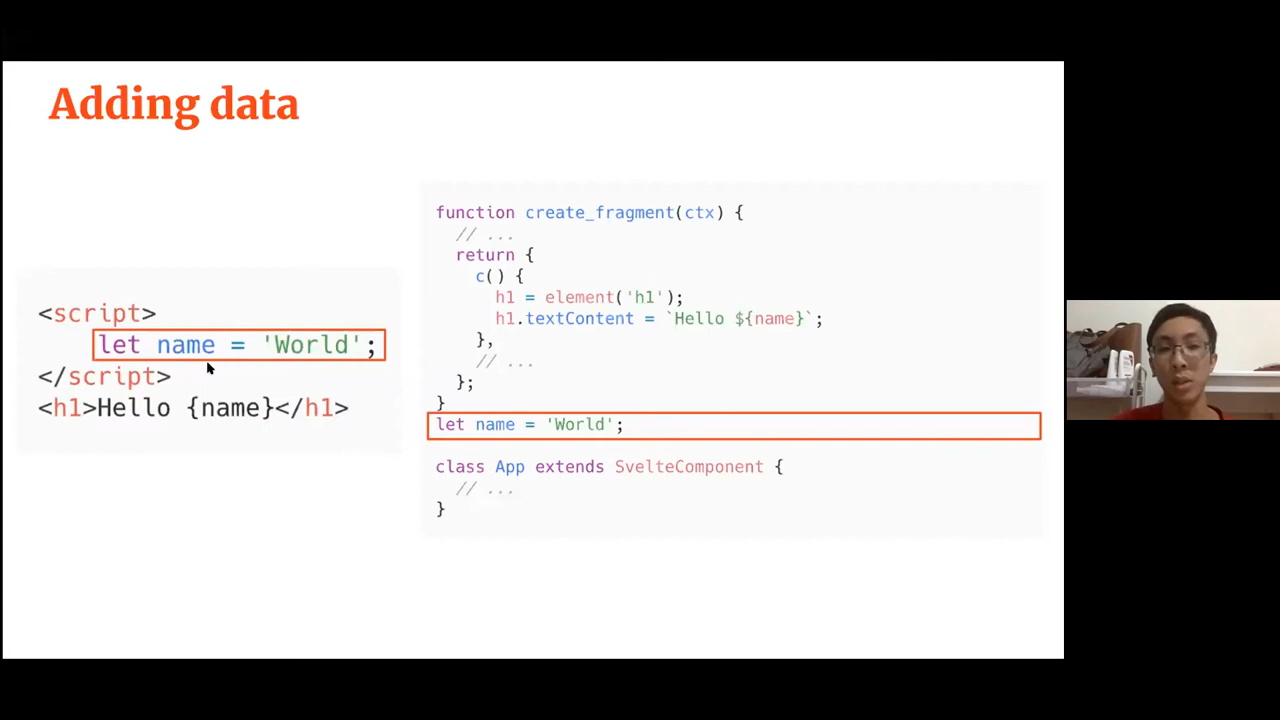 Adding data
<script>
let name = 'World';
</script>
<h1>Hello {name}</h1>
function create_fragment(ctx) {
// ...
return {
c() {
h1 = element('h1');
h1.textContent = `Hello ${name}`;
},
// ...
};
}
let name = 'World';
class App extends SvelteComponent {
// ...
}